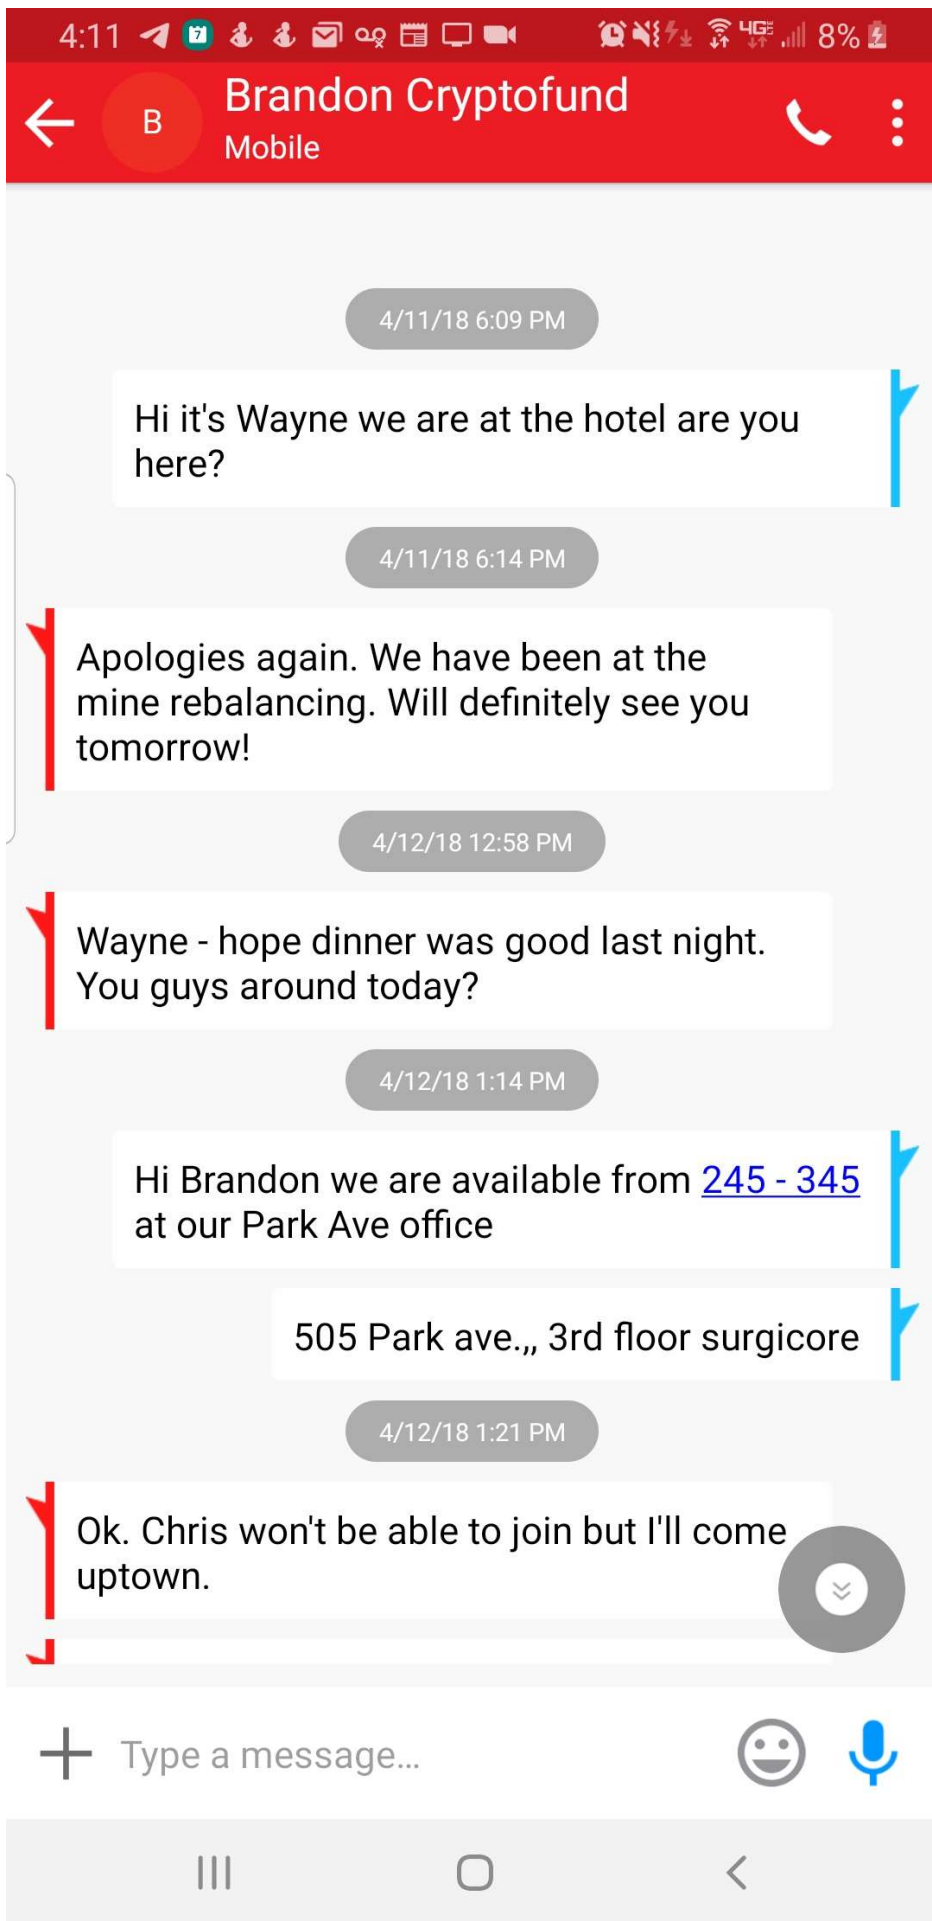 4:11 7 4GE 8%
Brandon Cryptofund
B
Mobile
4/11/18 6:09 PM
Hi it's Wayne we are at the hotel are you
here?
4/11/18 6:14 PM
Apologies again. We have been at the
mine rebalancing. Will definitely see you
tomorrow!
4/12/18 12:58 PM
Wayne - hope dinner was good last night.
You guys around today?
4/12/18 1:14 PM
Hi Brandon we are available from 245 - 345
at our Park Ave office
505 Park ave.,, 3rd floor surgicore
4/12/18 1:21 PM
Ok. Chris won't be able to join but I'll come
uptown.
Type a message...